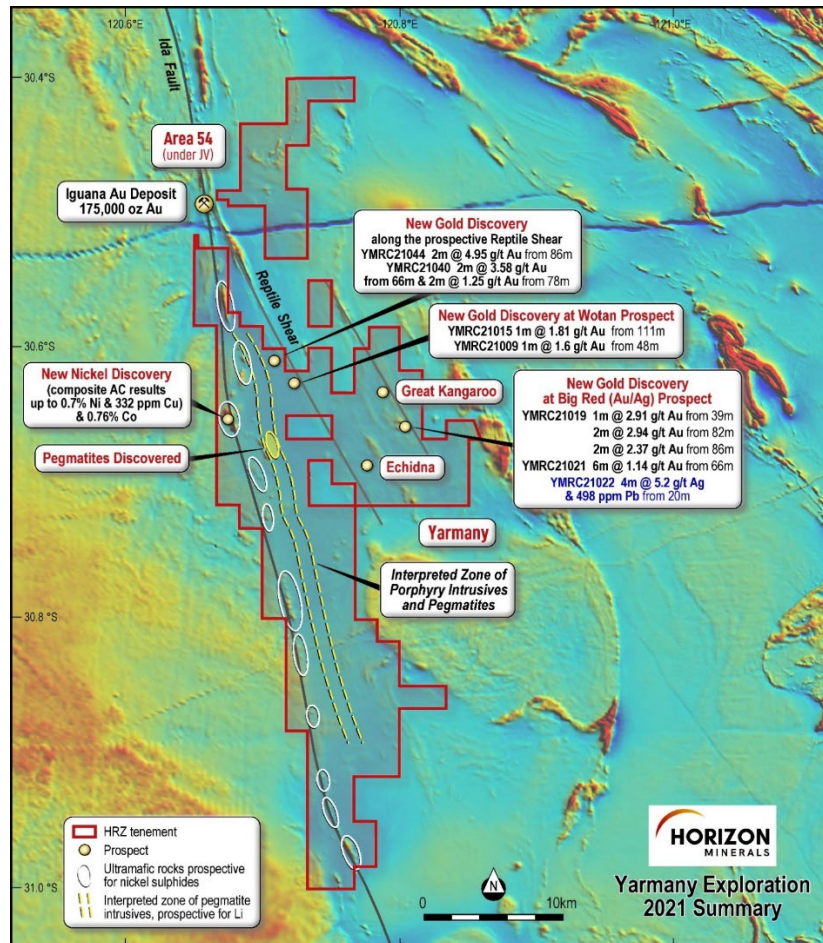 120.6°E
120.8°E
121.0°E
30.4°S
30.6°S
30.8°S
31.0°S
Ida Fault
Area 54
(under JV)
Iguana Au Deposit
175,000 oz Au
Reptile Shear
New Gold Discovery
along the prospective Reptile Shear
YMRC21044 2m @ 4.95 g/t Au from 86m
YMRC21040 2m @ 3.58 g/t Au
from 66m & 2m @ 1.25 g/t Au from 78m
New Gold Discovery at Wotan Prospect
YMRC21015 1m @ 1.81 g/t Au from 111m
YMRC21009 1m @ 1.6 g/t Au from 48m
New Nickel Discovery
(composite AC results
up to 0.7% Ni & 332 ppm Cu)
& 0.76% Co
Great Kangaroo
New Gold Discovery
at Big Red (Au/Ag) Prospect
YMRC21019 1m @ 2.91 g/t Au from 39m
2m @ 2.94 g/t Au from 82m
2m @ 2.37 g/t Au from 86m
YMRC21021 6m @ 1.14 g/t Au from 66m
YMRC21022 4m @ 5.2 g/t Ag
& 498 ppm Pb from 20m
Pegmatites Discovered
Echidna
Yarmany
Interpreted Zone of
Porphyry Intrusives
and Pegmatites
HRZ tenement
Prospect
Ultramafic rocks prospective
for nickel sulphides
Interpreted zone of pegmatite
intrusives, prospective for Li
N
0 10km
HORIZON
MINERALS
Yarmany Exploration
2021 Summary